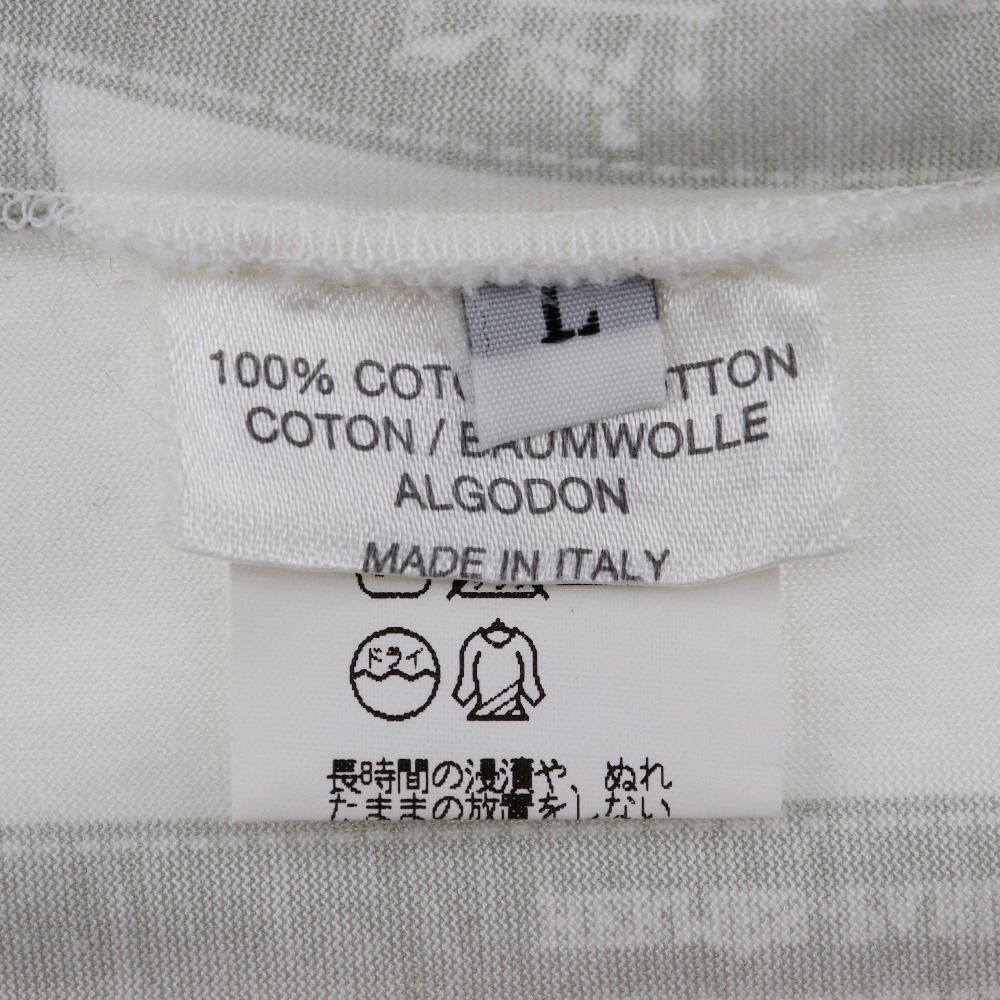 L
100% COT TTON
COTON / BAUMWOLLE
ALGODON
MADE IN ITALY
ドライ
長時間の浸漬や、ぬれ
たままの放置をしない